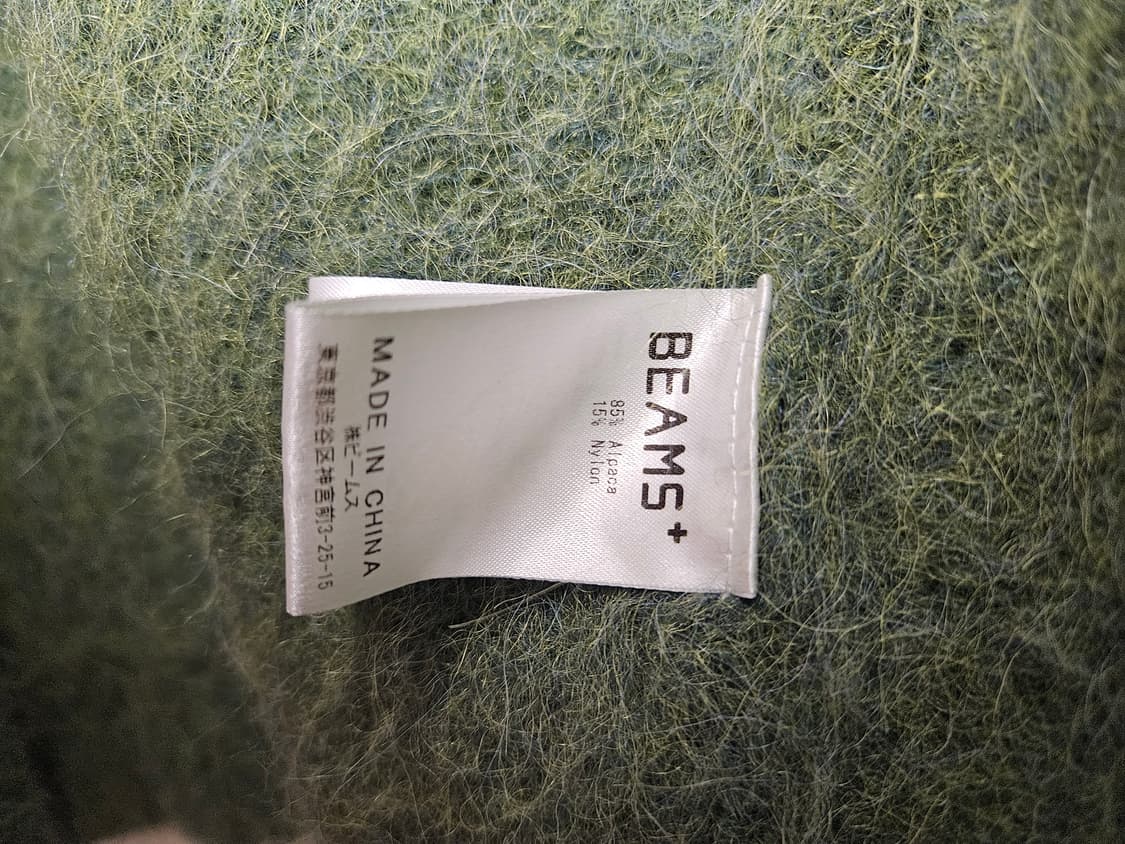 BEAMS+
85% Alpaca
15% Nylon
MADE IN CHINA
㈱ビームス
東京都渋谷区神宮前3-25-15